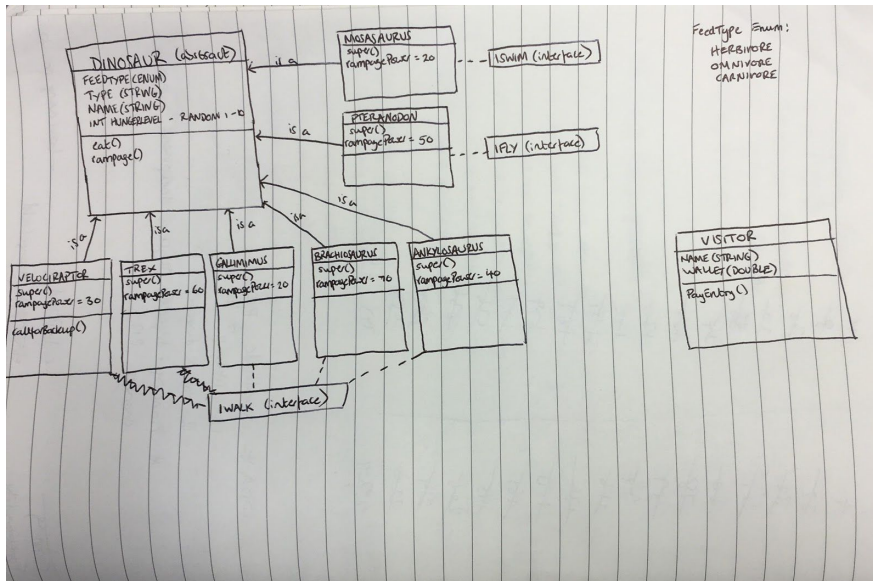 DINOSAUR (abstract)
FEEDTYPE (ENUM)
TYPE (STRING)
NAME (STRING)
INT HUNGERLEVEL - RANDOM 1-10
eat()
rampage()
MOSASAURUS
super()
rampagePower = 20
is a
ISWIM (interface)
PTERANODON
super()
rampagePower = 50
is a
IFLY (interface)
FeedType Enum:
HERBIVORE
OMNIVORE
CARNIVORE
is a
is a
is a
is a
is a
VELOCIRAPTOR
super()
rampagePower = 30
callforBackup()
TREX
super()
rampagePower = 60
GALLIMIMUS
super()
rampagePower = 20
BRACHIOSAURUS
super()
rampagePower = 70
ANKYLOSAURUS
super()
rampagePower = 40
IWALK (interface)
VISITOR
NAME (STRING)
WALLET (DOUBLE)
PayEntry()